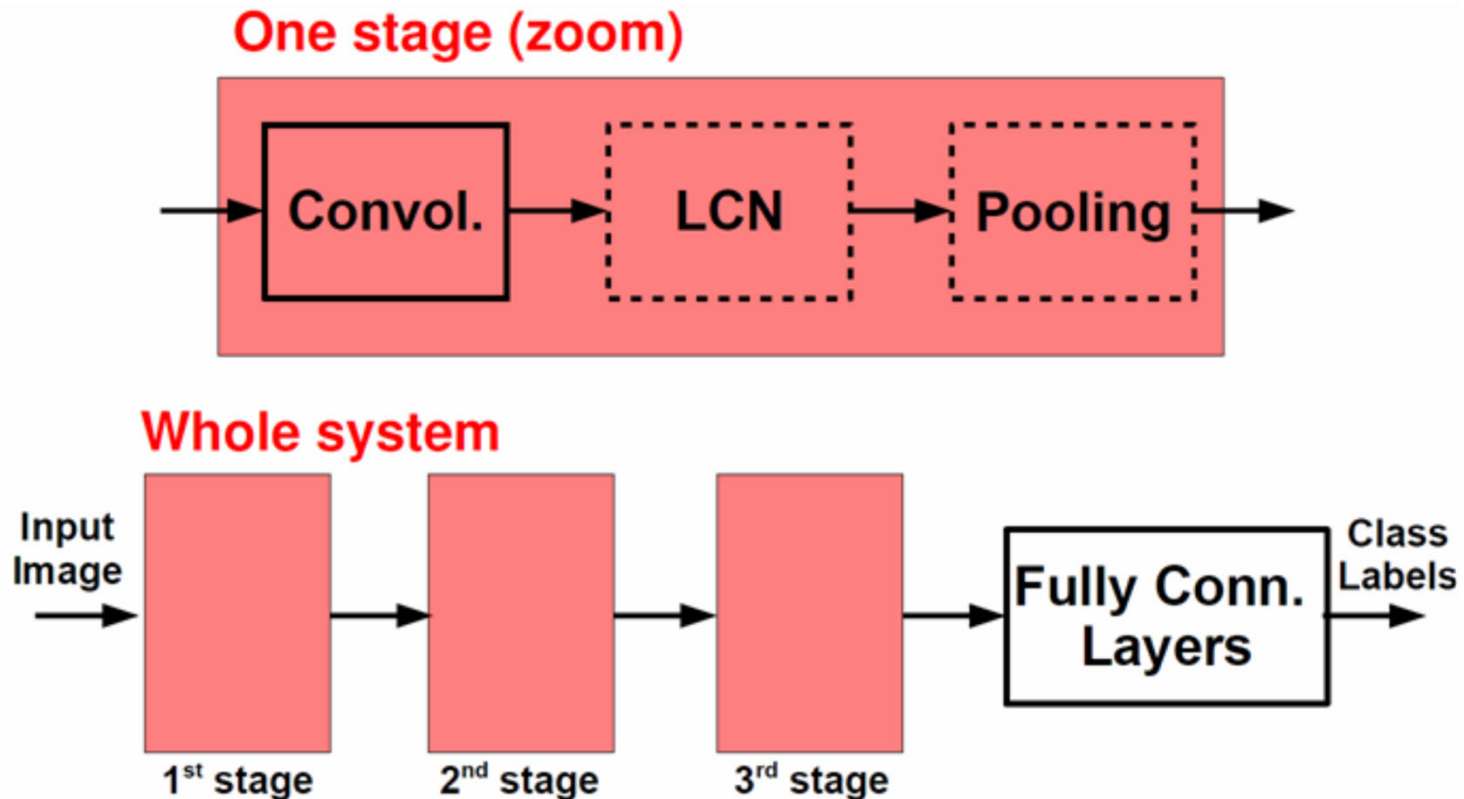 One stage (zoom)
Convol.
LCN
Pooling
Whole system
Input
Image
Fully Conn.
Layers
Class
Labels
1st stage
2nd stage
3rd stage